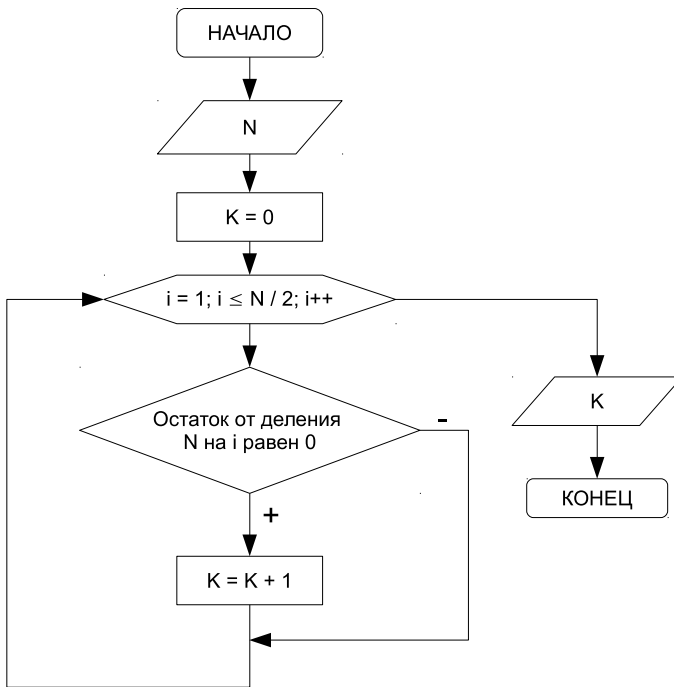 НАЧАЛО
N
K = 0
i = 1; i ≤ N / 2; i++
Остаток от деления
N на i равен 0
-
+
K = K + 1
K
КОНЕЦ